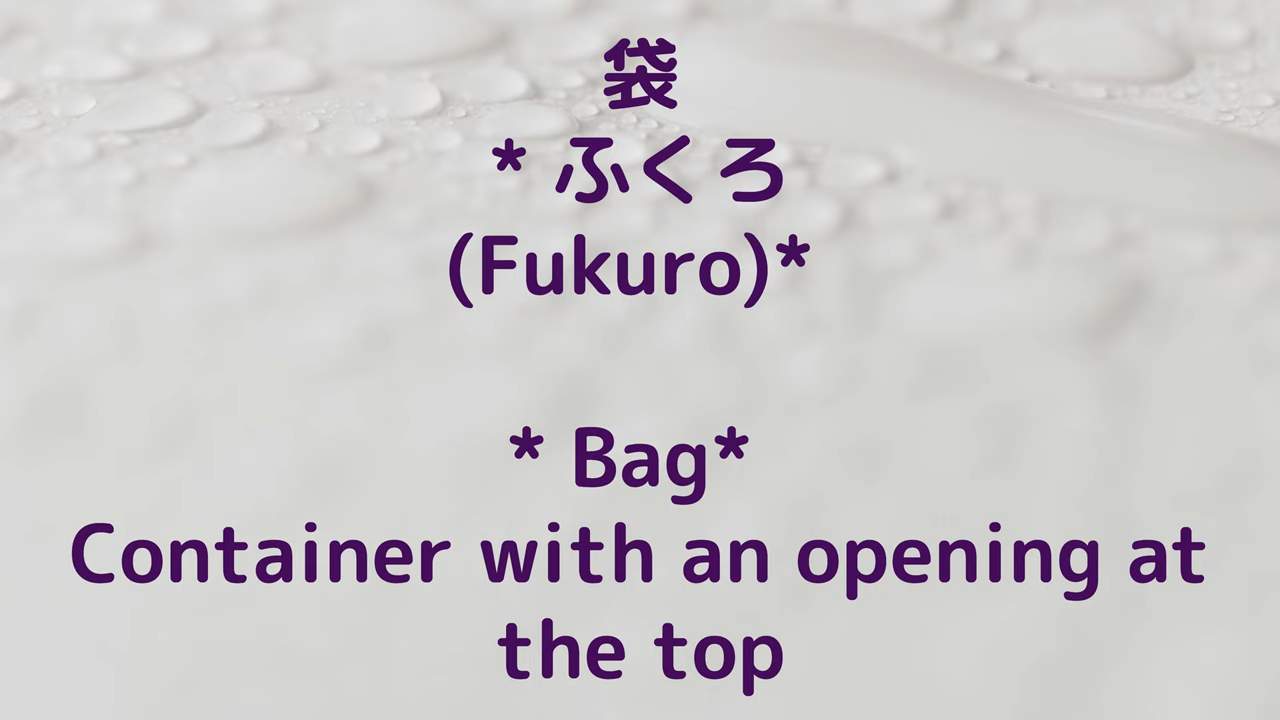 袋
* ふくろ
(Fukuro)*
* Bag*
Container with an opening at
the top